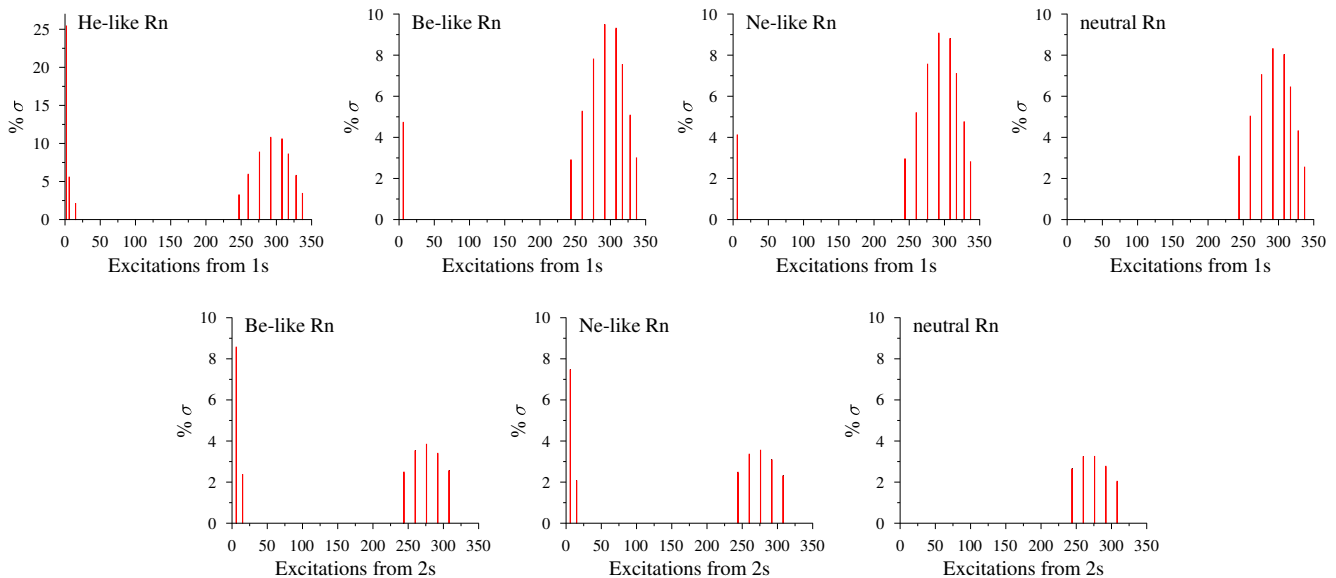 He-like Rn
25
20
15
10
5
0
% σ
0 50 100 150 200 250 300 350
Excitations from 1s
Be-like Rn
10
8
6
4
2
0
% σ
0 50 100 150 200 250 300 350
Excitations from 1s
Ne-like Rn
10
8
6
4
2
0
% σ
0 50 100 150 200 250 300 350
Excitations from 1s
neutral Rn
10
8
6
4
2
0
% σ
0 50 100 150 200 250 300 350
Excitations from 1s
Be-like Rn
10
8
6
4
2
0
% σ
0 50 100 150 200 250 300 350
Excitations from 2s
Ne-like Rn
10
8
6
4
2
0
% σ
0 50 100 150 200 250 300 350
Excitations from 2s
neutral Rn
10
8
6
4
2
0
% σ
0 50 100 150 200 250 300 350
Excitations from 2s